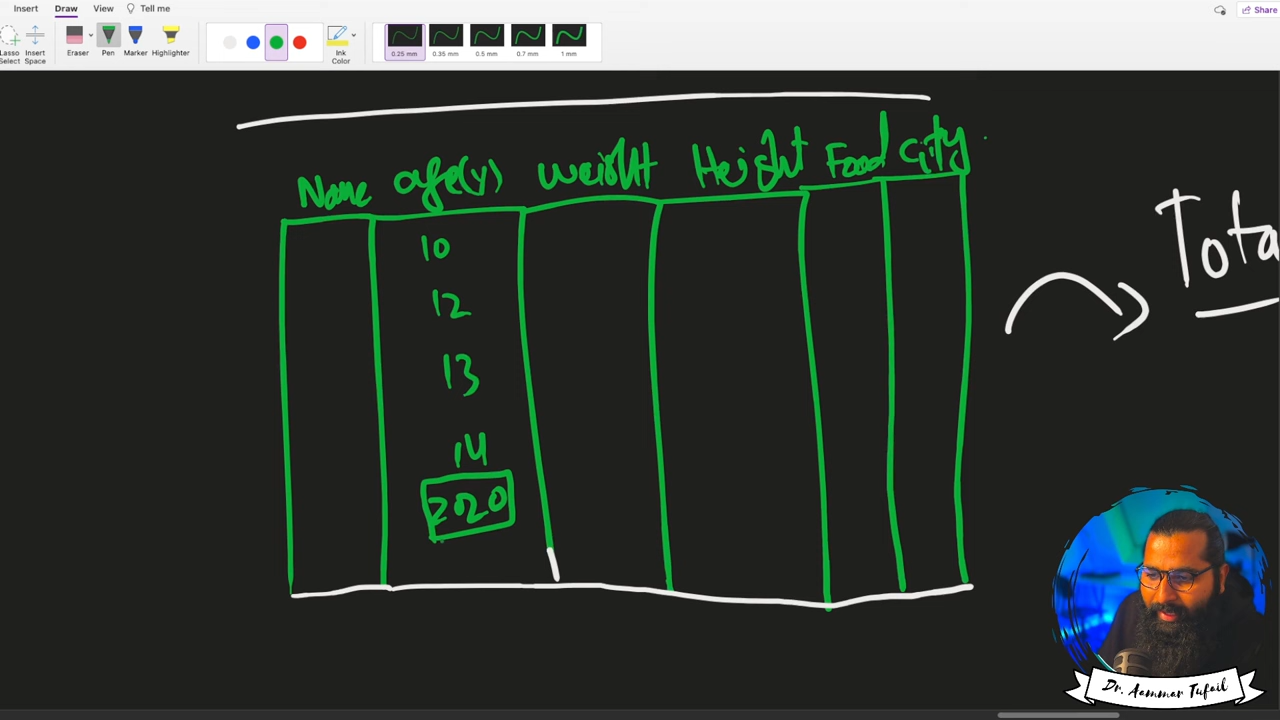 Insert Draw View Tell me
Share
Lasso Select
Insert Space
Eraser
Pen
Marker
Highlighter
Ink Color
0.25 mm 0.35 mm 0.5 mm 0.7 mm 1 mm
Name age(y) weight Height Food City
10
12
13
14
2020
Tota
Dr. Aammar Tufail